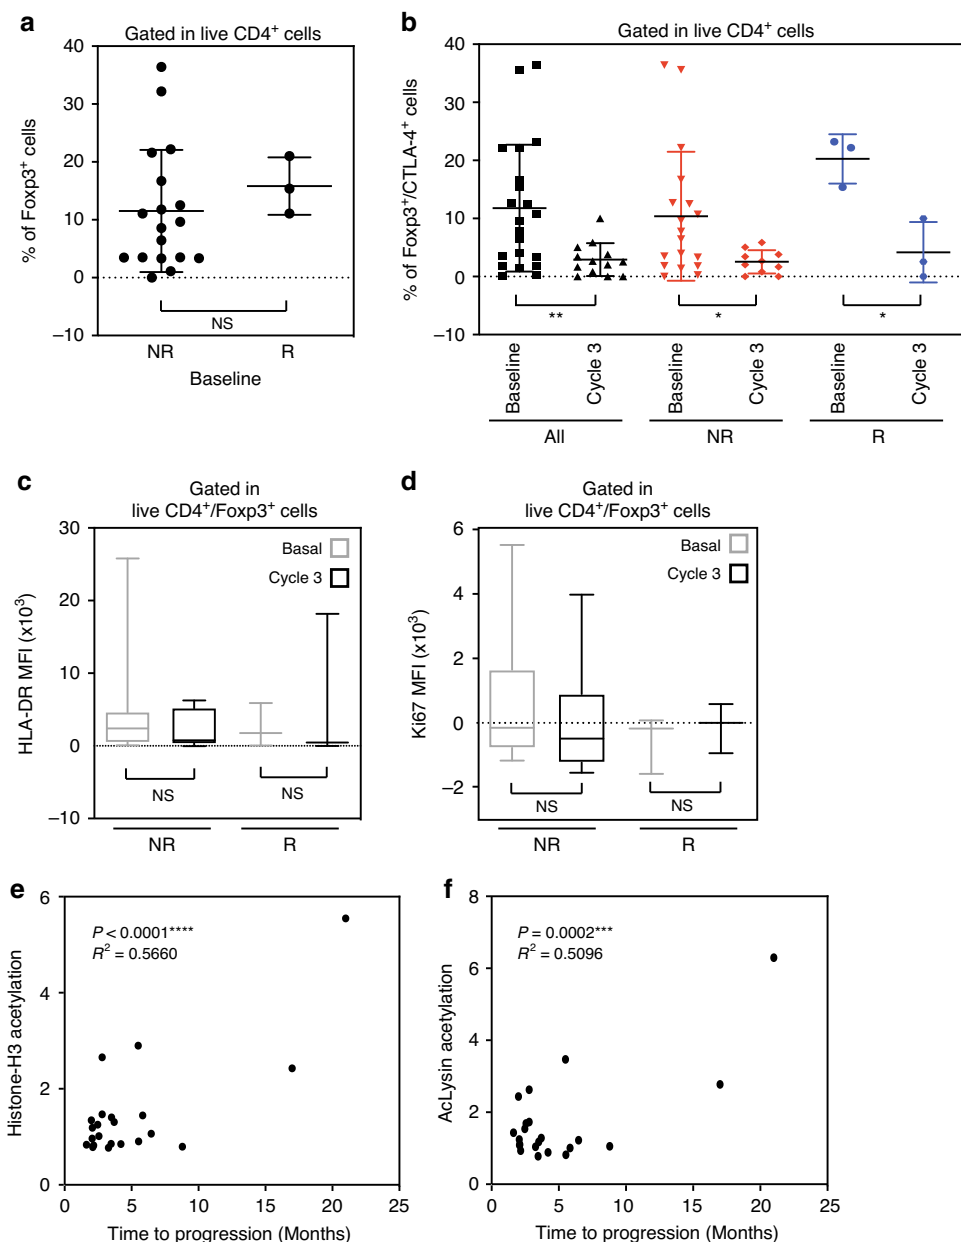 a
Gated in live CD4+ cells
% of Foxp3+ cells
40
30
20
10
0
−10
NS
NR
R
Baseline
b
Gated in live CD4+ cells
% of Foxp3+/CTLA-4+ cells
40
30
20
10
0
−10
**
*
*
Baseline
Cycle 3
Baseline
Cycle 3
Baseline
Cycle 3
All
NR
R
c
Gated in
live CD4+/Foxp3+ cells
HLA-DR MFI (x10³)
30
20
10
0
−10
Basal
Cycle 3
NS
NS
NR
R
d
Gated in
live CD4+/Foxp3+ cells
Ki67 MFI (x10³)
6
4
2
0
−2
Basal
Cycle 3
NS
NS
NR
R
e
Histone-H3 acetylation
6
4
2
0
P < 0.0001****
R² = 0.5660
0 5 10 15 20 25
Time to progression (Months)
f
AcLysin acetylation
8
6
4
2
0
P = 0.0002***
R² = 0.5096
0 5 10 15 20 25
Time to progression (Months)